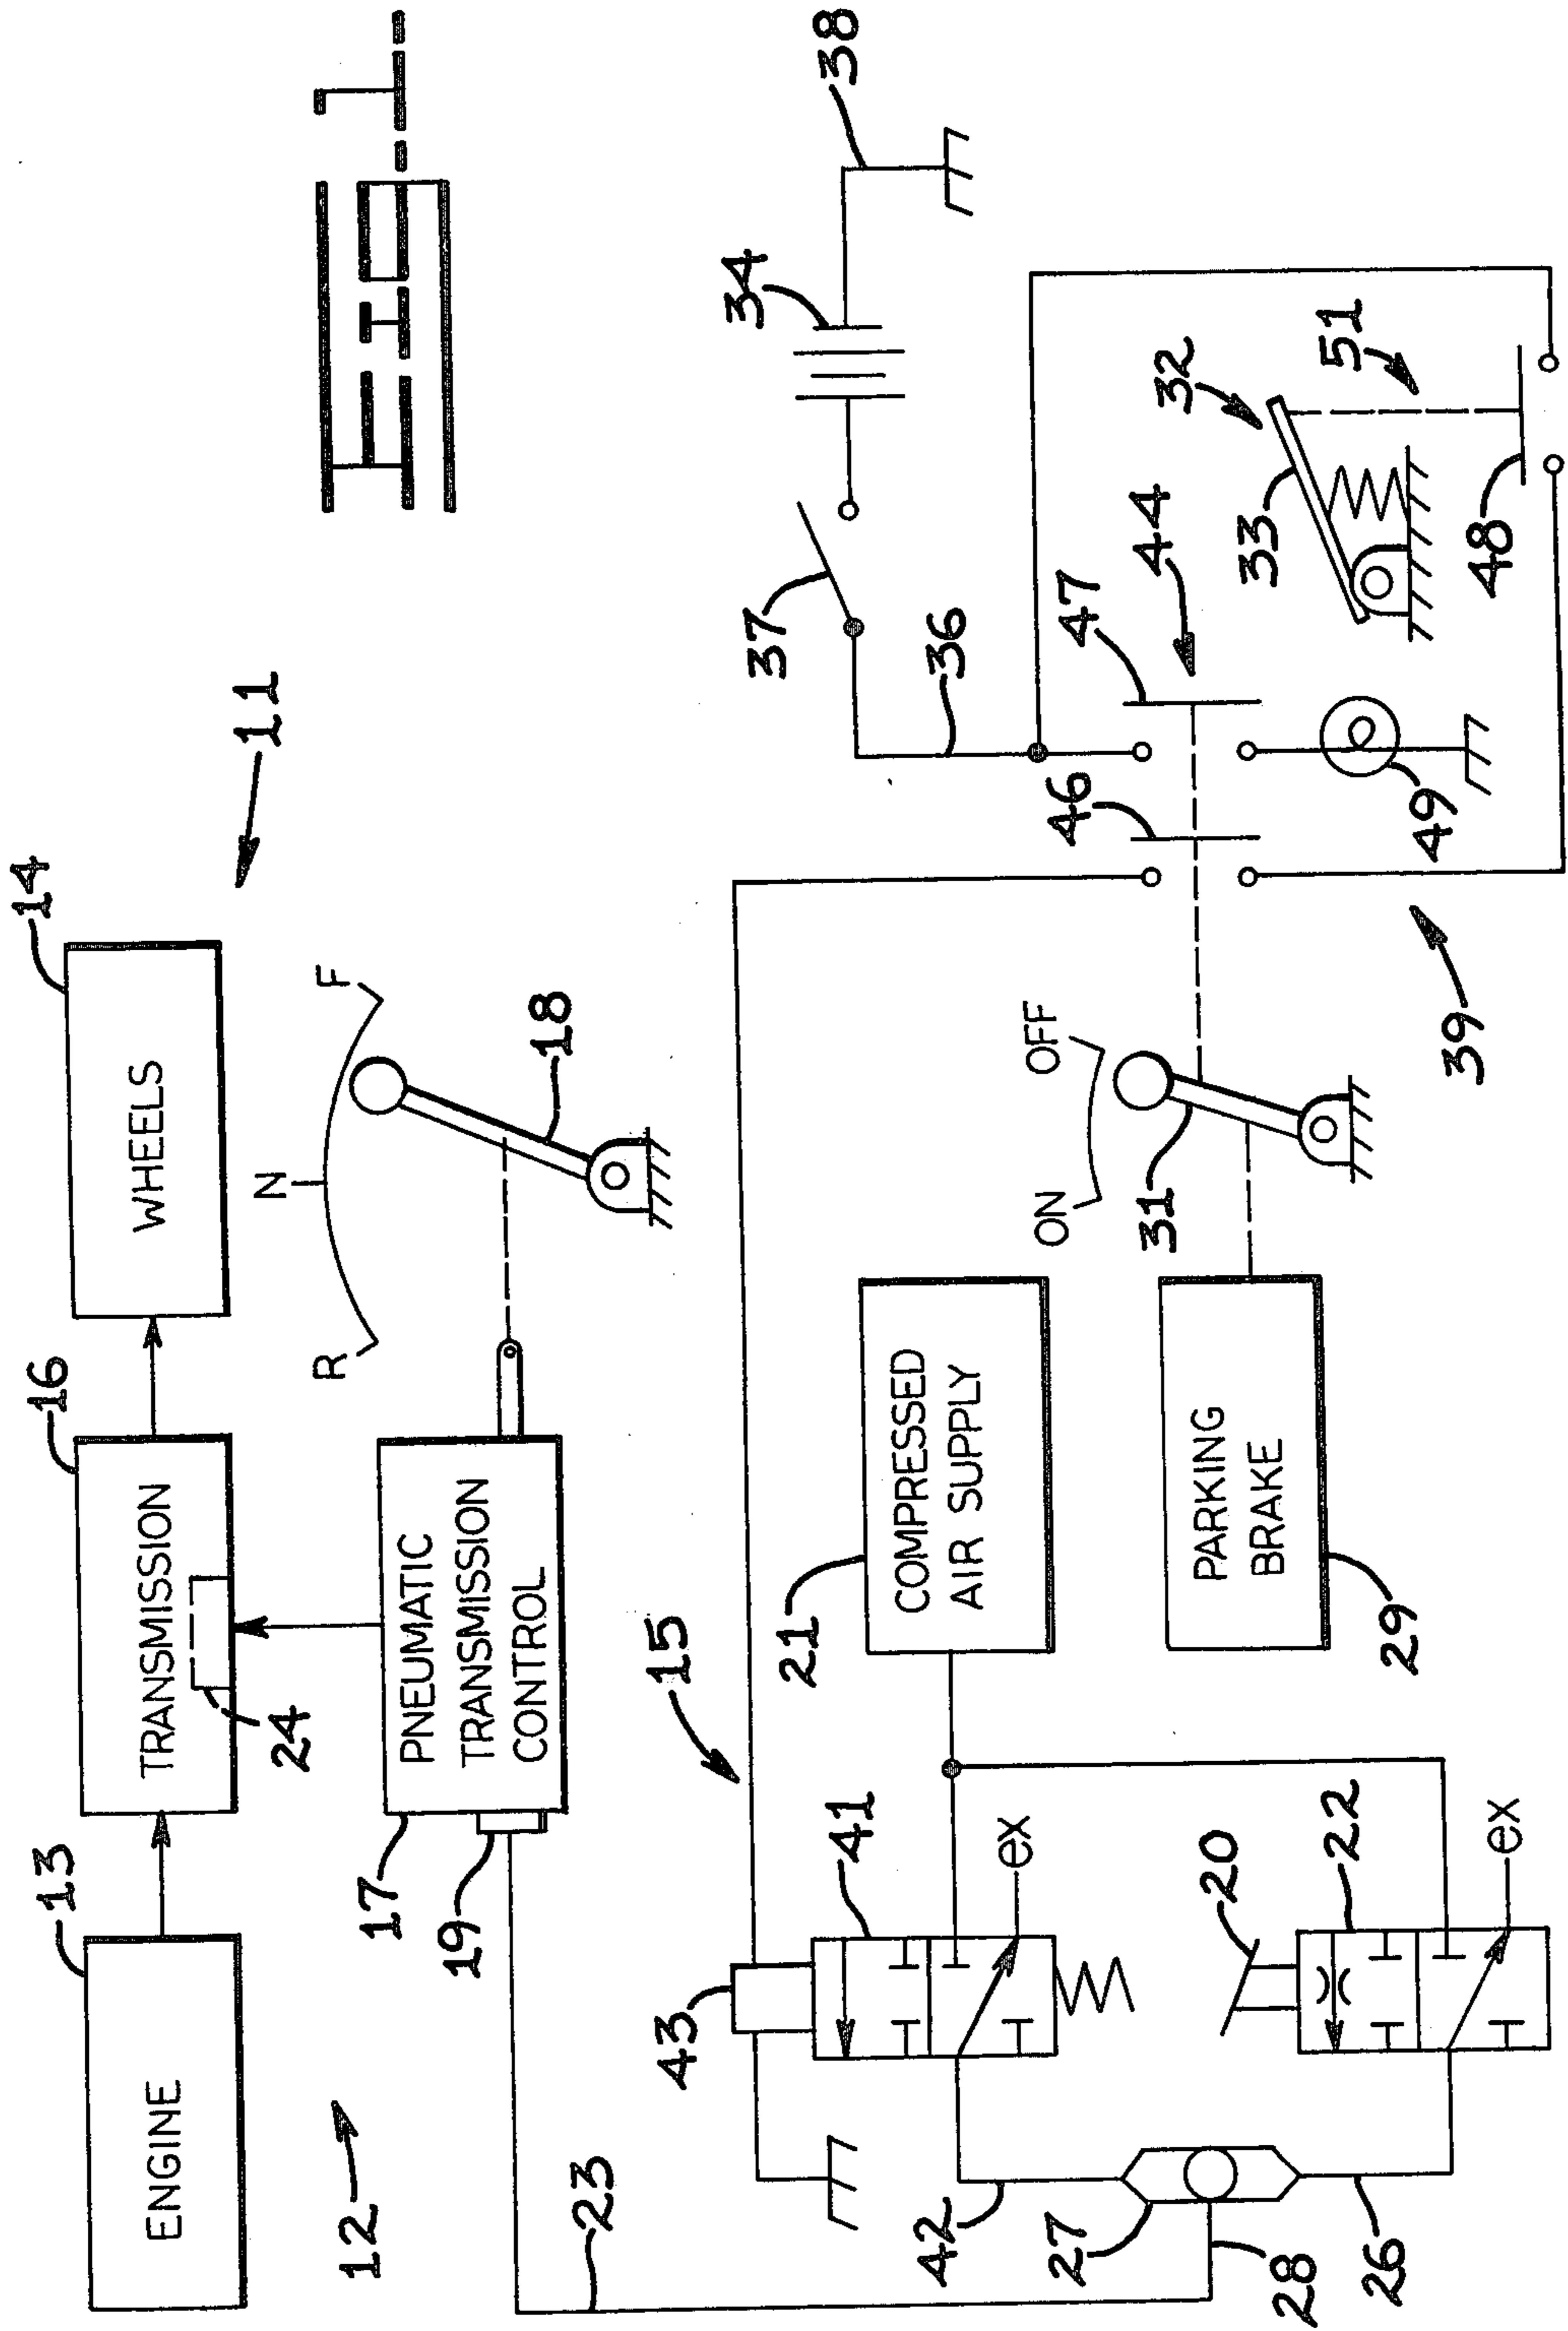 11
12
13
ENGINE
16
TRANSMISSION
24
14
WHEELS
17
19
PNEUMATIC
TRANSMISSION
CONTROL
R
N
F
18
23
15
43
41
ex
42
27
28
26
20
22
ex
21
COMPRESSED
AIR SUPPLY
29
PARKING
BRAKE
ON
OFF
31
39
46
47
44
49
36
37
34
38
32
33
51
48